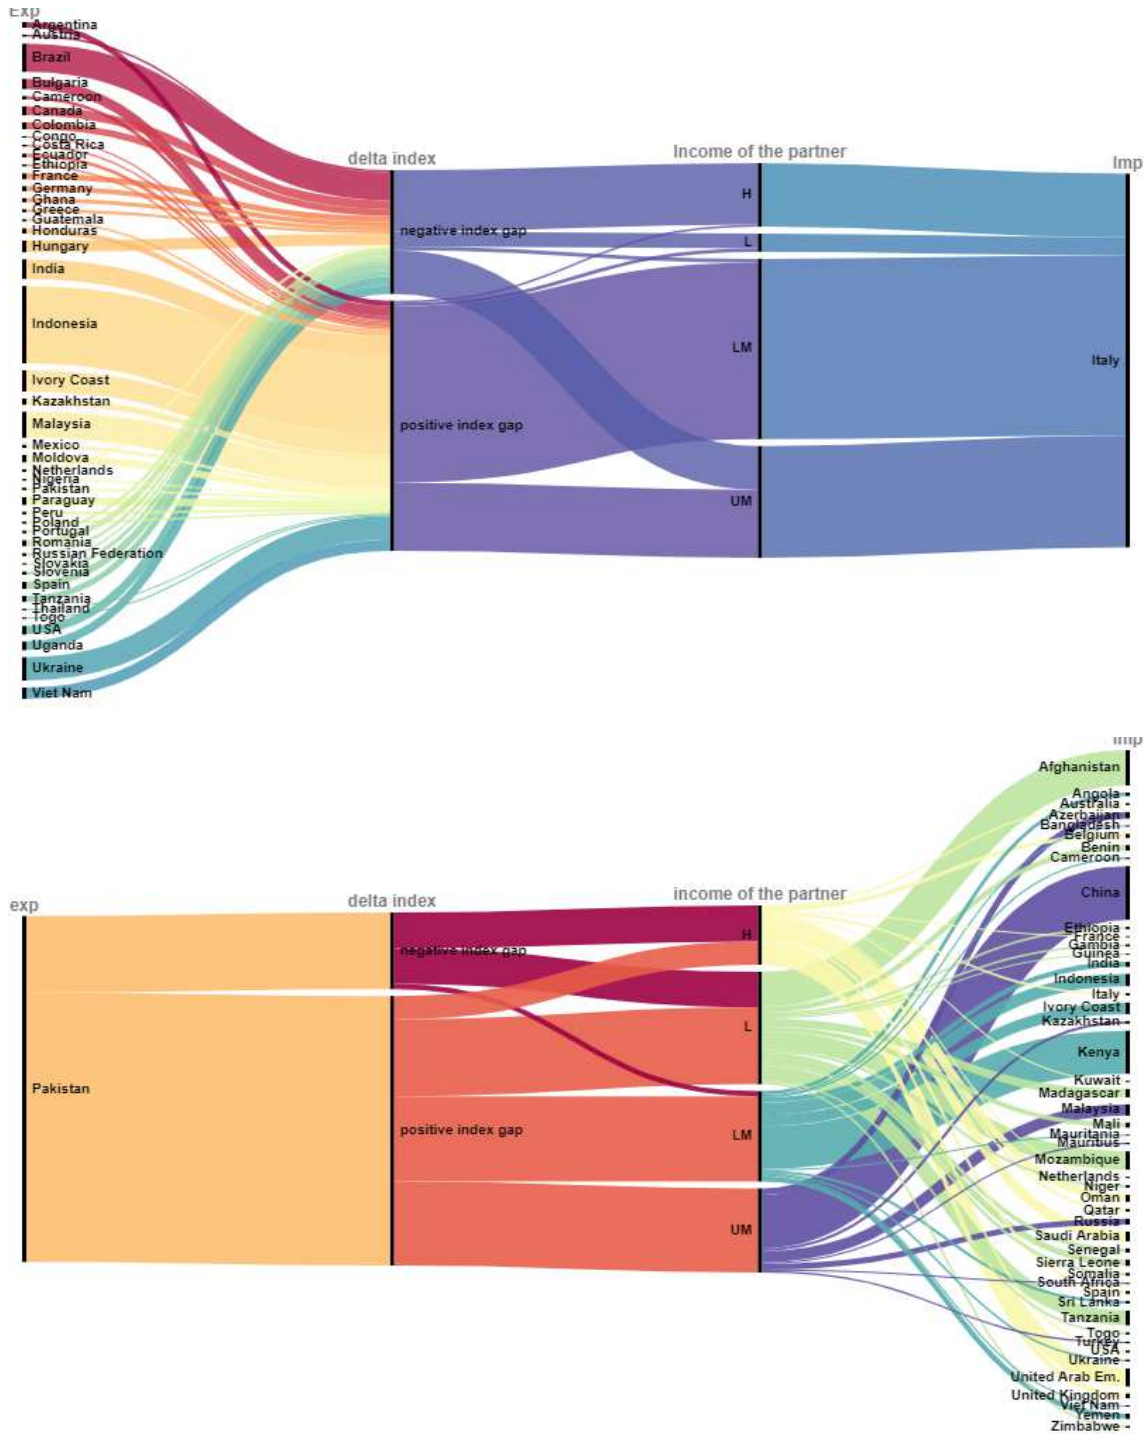 Exp
Argentina
Austria
Brazil
Bulgaria
Cameroon
Canada
Colombia
Congo
Costa Rica
Ecuador
Ethiopia
France
Germany
Ghana
Greece
Guatemala
Honduras
Hungary
India
Indonesia
Ivory Coast
Kazakhstan
Malaysia
Mexico
Moldova
Netherlands
Nigeria
Pakistan
Paraguay
Peru
Poland
Portugal
Romania
Russian Federation
Slovakia
Slovenia
Spain
Tanzania
Thailand
Togo
USA
Uganda
Ukraine
Viet Nam
delta index
negative index gap
positive index gap
Income of the partner
H
L
LM
UM
Imp
Italy
exp
Pakistan
delta index
negative index gap
positive index gap
income of the partner
H
L
LM
UM
Imp
Afghanistan
Angola
Australia
Azerbaijan
Bangladesh
Belgium
Benin
Cameroon
China
Ethiopia
France
Gambia
Guinea
India
Indonesia
Italy
Ivory Coast
Kazakhstan
Kenya
Kuwait
Madagascar
Malaysia
Mali
Mauritania
Mauritius
Mozambique
Netherlands
Niger
Oman
Qatar
Russia
Saudi Arabia
Senegal
Sierra Leone
Somalia
South Africa
Spain
Sri Lanka
Tanzania
Togo
Turkey
USA
Ukraine
United Arab Em.
United Kingdom
Viet Nam
Yemen
Zimbabwe